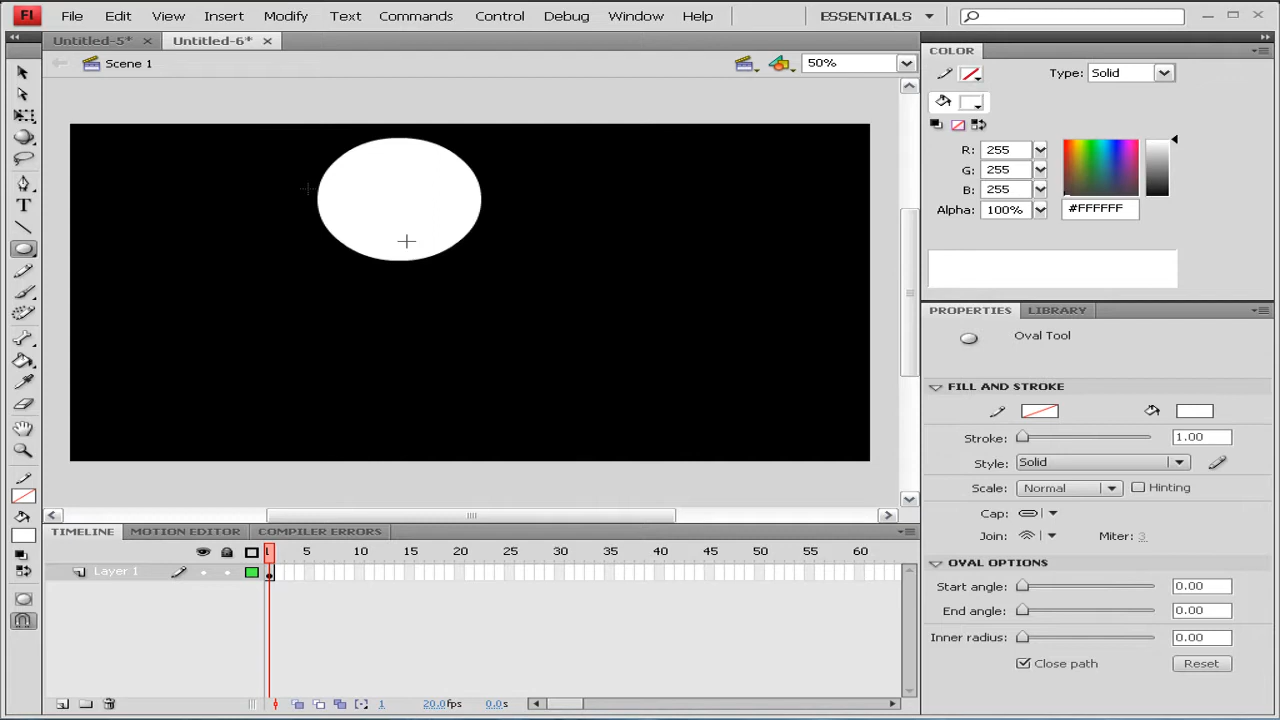 Fl File Edit View Insert Modify Text Commands Control Debug Window Help ESSENTIALS
Untitled-5* Untitled-6*
Scene 1 50%
COLOR
Type: Solid
R: 255
G: 255
B: 255
Alpha: 100% #FFFFFF
PROPERTIES LIBRARY
Oval Tool
FILL AND STROKE
Stroke: 1.00
Style: Solid
Scale: Normal Hinting
Cap:
Join: Miter: 3
OVAL OPTIONS
Start angle: 0.00
End angle: 0.00
Inner radius: 0.00
Close path Reset
TIMELINE MOTION EDITOR COMPILER ERRORS
1 5 10 15 20 25 30 35 40 45 50 55 60
Layer 1
1 20.0fps 0.0s